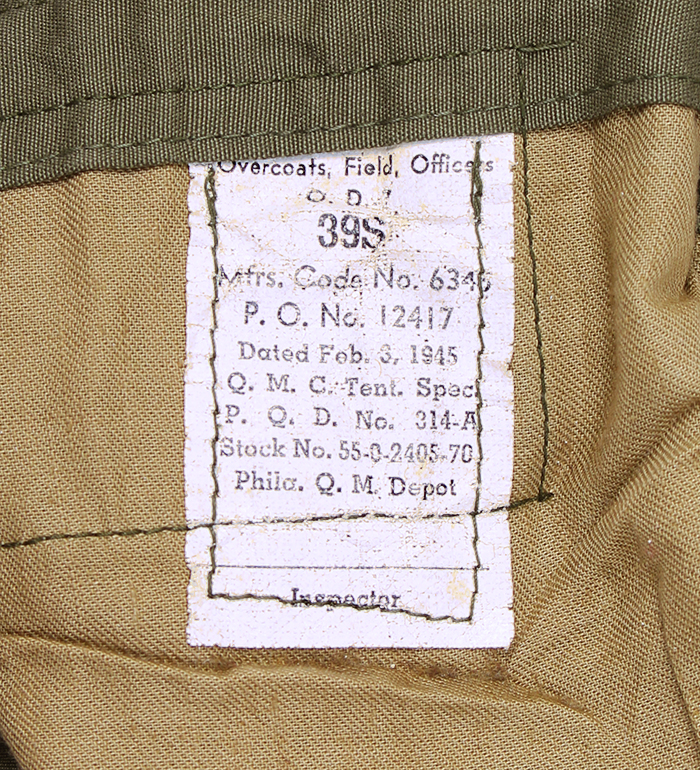 Overcoats, Field, Officers
O. D. 7
39S
Mfrs. Code No. 6346
P. O. No. 12417
Dated Feb. 3, 1945
Q. M. C. Tent. Spec.
P. Q. D. No. 314-A
Stock No. 55-0-2405-70
Phila. Q. M. Depot
Inspector